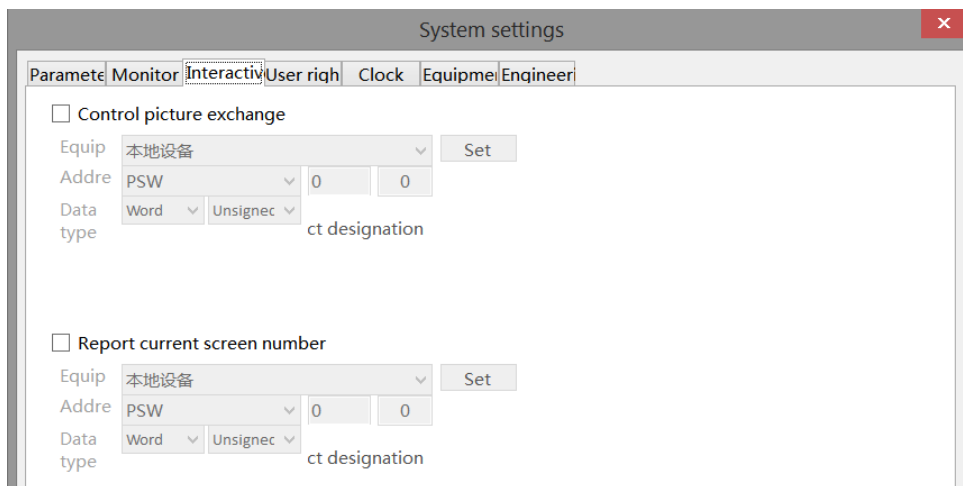 System settings
Paramete Monitor Interactiv User righ Clock Equipmer Engineeri
Control picture exchange
Equip 本地设备 Set
Addre PSW 0 0
Data type Word Unsignec
ct designation
Report current screen number
Equip 本地设备 Set
Addre PSW 0 0
Data type Word Unsignec
ct designation